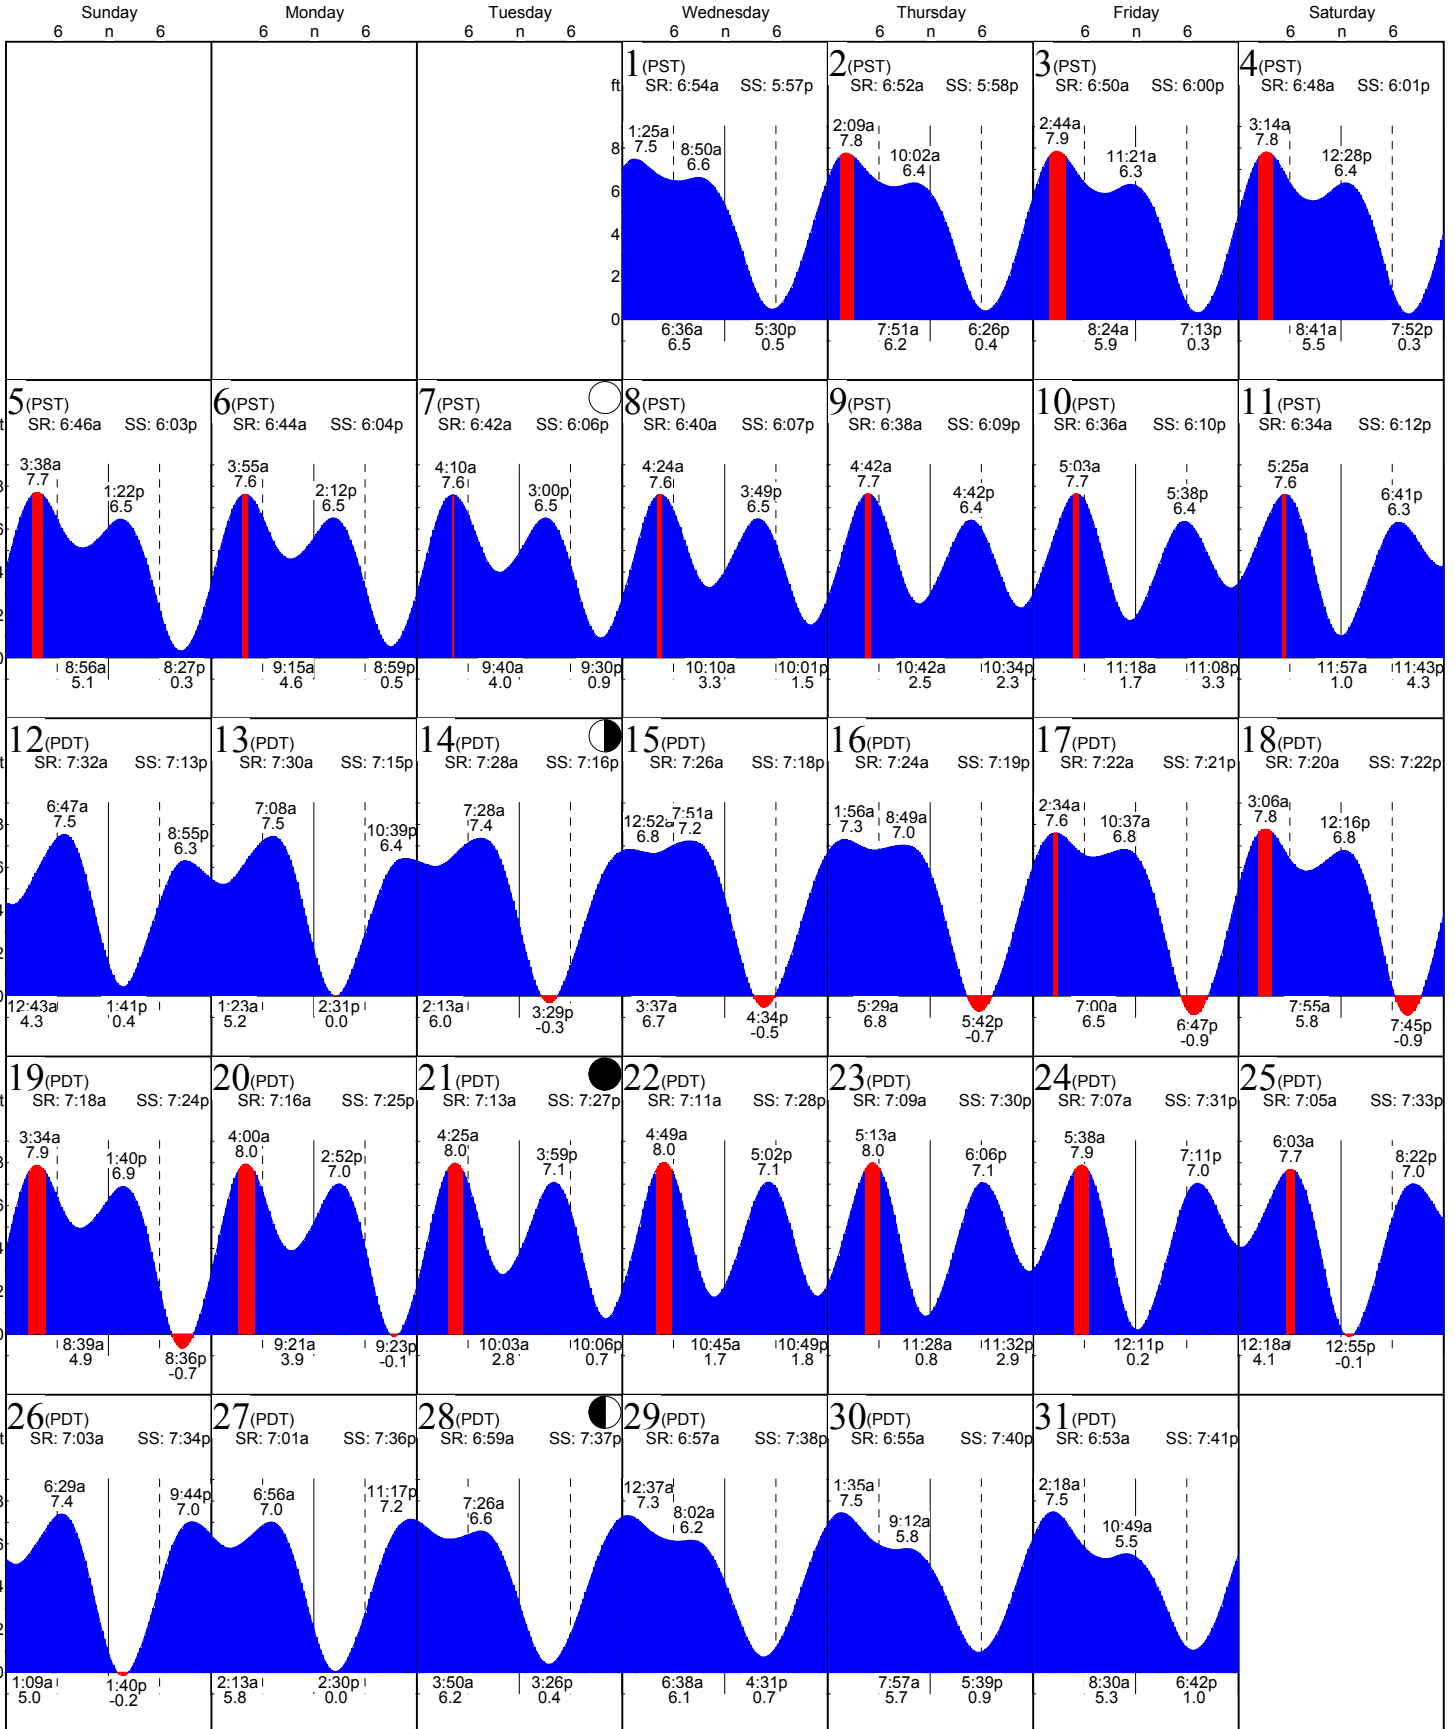 Sunday Monday Tuesday Wednesday Thursday Friday Saturday
6 n 6 6 n 6 6 n 6 6 n 6 6 n 6 6 n 6 6 n 6
1(PST) 2(PST) 3(PST) 4(PST)
ft SR: 6:54a SS: 5:57p SR: 6:52a SS: 5:58p SR: 6:50a SS: 6:00p SR: 6:48a SS: 6:01p
1:25a 8:50a 2:09a 10:02a 2:44a 11:21a 3:14a 12:28p
7.5 6.6 7.8 6.4 7.9 6.3 7.8 6.4
8
6
4
2
0
6:36a 5:30p 7:51a 6:26p 8:24a 7:13p 8:41a 7:52p
6.5 0.5 6.2 0.4 5.9 0.3 5.5 0.3
5(PST) 6(PST) 7(PST) 8(PST) 9(PST) 10(PST) 11(PST)
SR: 6:46a SS: 6:03p SR: 6:44a SS: 6:04p SR: 6:42a SS: 6:06p SR: 6:40a SS: 6:07p SR: 6:38a SS: 6:09p SR: 6:36a SS: 6:10p SR: 6:34a SS: 6:12p
3:38a 1:22p 3:55a 2:12p 4:10a 3:00p 4:24a 3:49p 4:42a 4:42p 5:03a 5:38p 5:25a 6:41p
7.7 6.5 7.6 6.5 7.6 6.5 7.6 6.5 7.7 6.4 7.7 6.4 7.6 6.3
8:56a 8:27p 9:15a 8:59p 9:40a 9:30p 10:10a 10:01p 10:42a 10:34p 11:18a 11:08p 11:57a 11:43p
5.1 0.3 4.6 0.5 4.0 0.9 3.3 1.5 2.5 2.3 1.7 3.3 1.0 4.3
12(PDT) 13(PDT) 14(PDT) 15(PDT) 16(PDT) 17(PDT) 18(PDT)
SR: 7:32a SS: 7:13p SR: 7:30a SS: 7:15p SR: 7:28a SS: 7:16p SR: 7:26a SS: 7:18p SR: 7:24a SS: 7:19p SR: 7:22a SS: 7:21p SR: 7:20a SS: 7:22p
6:47a 8:55p 7:08a 10:39p 7:28a 12:52a 7:51a 1:56a 8:49a 2:34a 10:37a 3:06a 12:16p
7.5 6.3 7.5 6.4 7.4 6.8 7.2 7.3 7.0 7.6 6.8 7.8 6.8
12:43a 1:41p 1:23a 2:31p 2:13a 3:29p 3:37a 4:34p 5:29a 5:42p 7:00a 6:47p 7:55a 7:45p
4.3 0.4 5.2 0.0 6.0 -0.3 6.7 -0.5 6.8 -0.7 6.5 -0.9 5.8 -0.9
19(PDT) 20(PDT) 21(PDT) 22(PDT) 23(PDT) 24(PDT) 25(PDT)
SR: 7:18a SS: 7:24p SR: 7:16a SS: 7:25p SR: 7:13a SS: 7:27p SR: 7:11a SS: 7:28p SR: 7:09a SS: 7:30p SR: 7:07a SS: 7:31p SR: 7:05a SS: 7:33p
3:34a 1:40p 4:00a 2:52p 4:25a 3:59p 4:49a 5:02p 5:13a 6:06p 5:38a 7:11p 6:03a 8:22p
7.9 6.9 8.0 7.0 8.0 7.1 8.0 7.1 8.0 7.1 7.9 7.0 7.7 7.0
8:39a 8:36p 9:21a 9:23p 10:03a 10:06p 10:45a 10:49p 11:28a 11:32p 12:11p 12:18a 12:55p
4.9 -0.7 3.9 -0.1 2.8 0.7 1.7 1.8 0.8 2.9 0.2 4.1 -0.1
26(PDT) 27(PDT) 28(PDT) 29(PDT) 30(PDT) 31(PDT)
SR: 7:03a SS: 7:34p SR: 7:01a SS: 7:36p SR: 6:59a SS: 7:37p SR: 6:57a SS: 7:38p SR: 6:55a SS: 7:40p SR: 6:53a SS: 7:41p
6:29a 9:44p 6:56a 11:17p 7:26a 12:37a 8:02a 1:35a 9:12a 2:18a 10:49a
7.4 7.0 7.0 7.2 6.6 7.3 6.2 7.5 5.8 7.5 5.5
1:09a 1:40p 2:13a 2:30p 3:50a 3:26p 6:38a 4:31p 7:57a 5:39p 8:30a 6:42p
5.0 -0.2 5.8 0.0 6.2 0.4 6.1 0.7 5.7 0.9 5.3 1.0